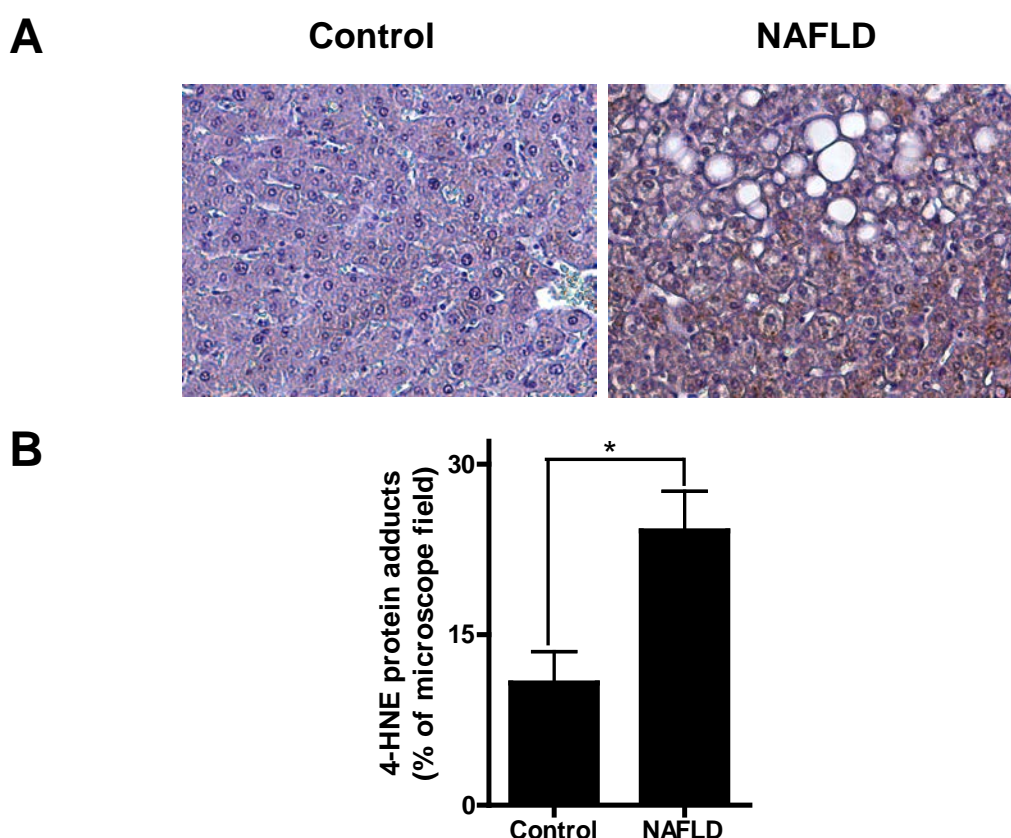 A
Control
NAFLD
B
4-HNE protein adducts
(% of microscope field)
30
15
0
*
Control
NAFLD